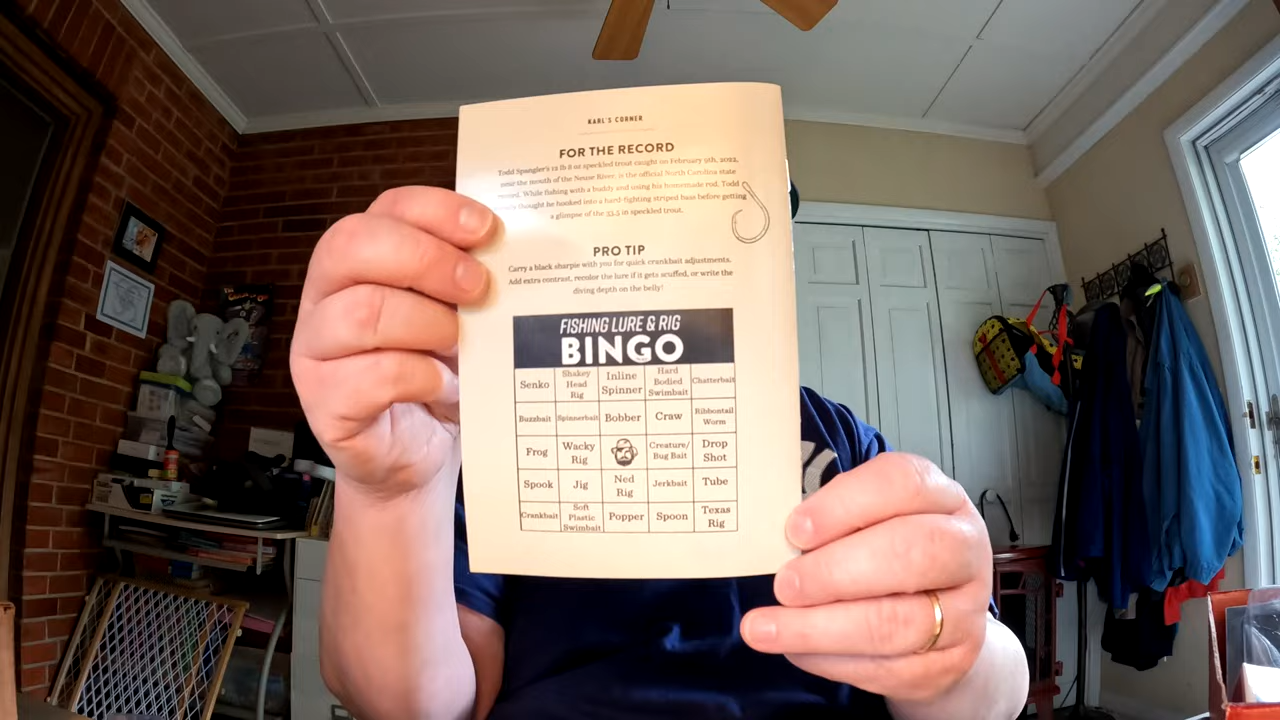 KARL'S CORNER
FOR THE RECORD
Todd Spangler's 12 lb 8 oz speckled trout caught on February 9th, 2022,
near the mouth of the Neuse River, is the official North Carolina state
record. While fishing with a buddy and using his homemade rod, Todd
thought he hooked into a hard-fighting striped bass before getting
a glimpse of the 33.5 in speckled trout.
PRO TIP
Carry a black sharpie with you for quick crankbait adjustments.
Add extra contrast, recolor the lure if it gets scuffed, or write the
diving depth on the belly!
FISHING LURE & RIG
BINGO
Senko
Shakey
Head
Rig
Inline
Spinner
Hard
Bodied
Swimbait
Chatterbait
Buzzbait
Spinnerbait
Bobber
Craw
Ribbontail
Worm
Frog
Wacky
Rig
Creature/
Bug Bait
Drop
Shot
Spook
Jig
Ned
Rig
Jerkbait
Tube
Crankbait
Soft
Plastic
Swimbait
Popper
Spoon
Texas
Rig